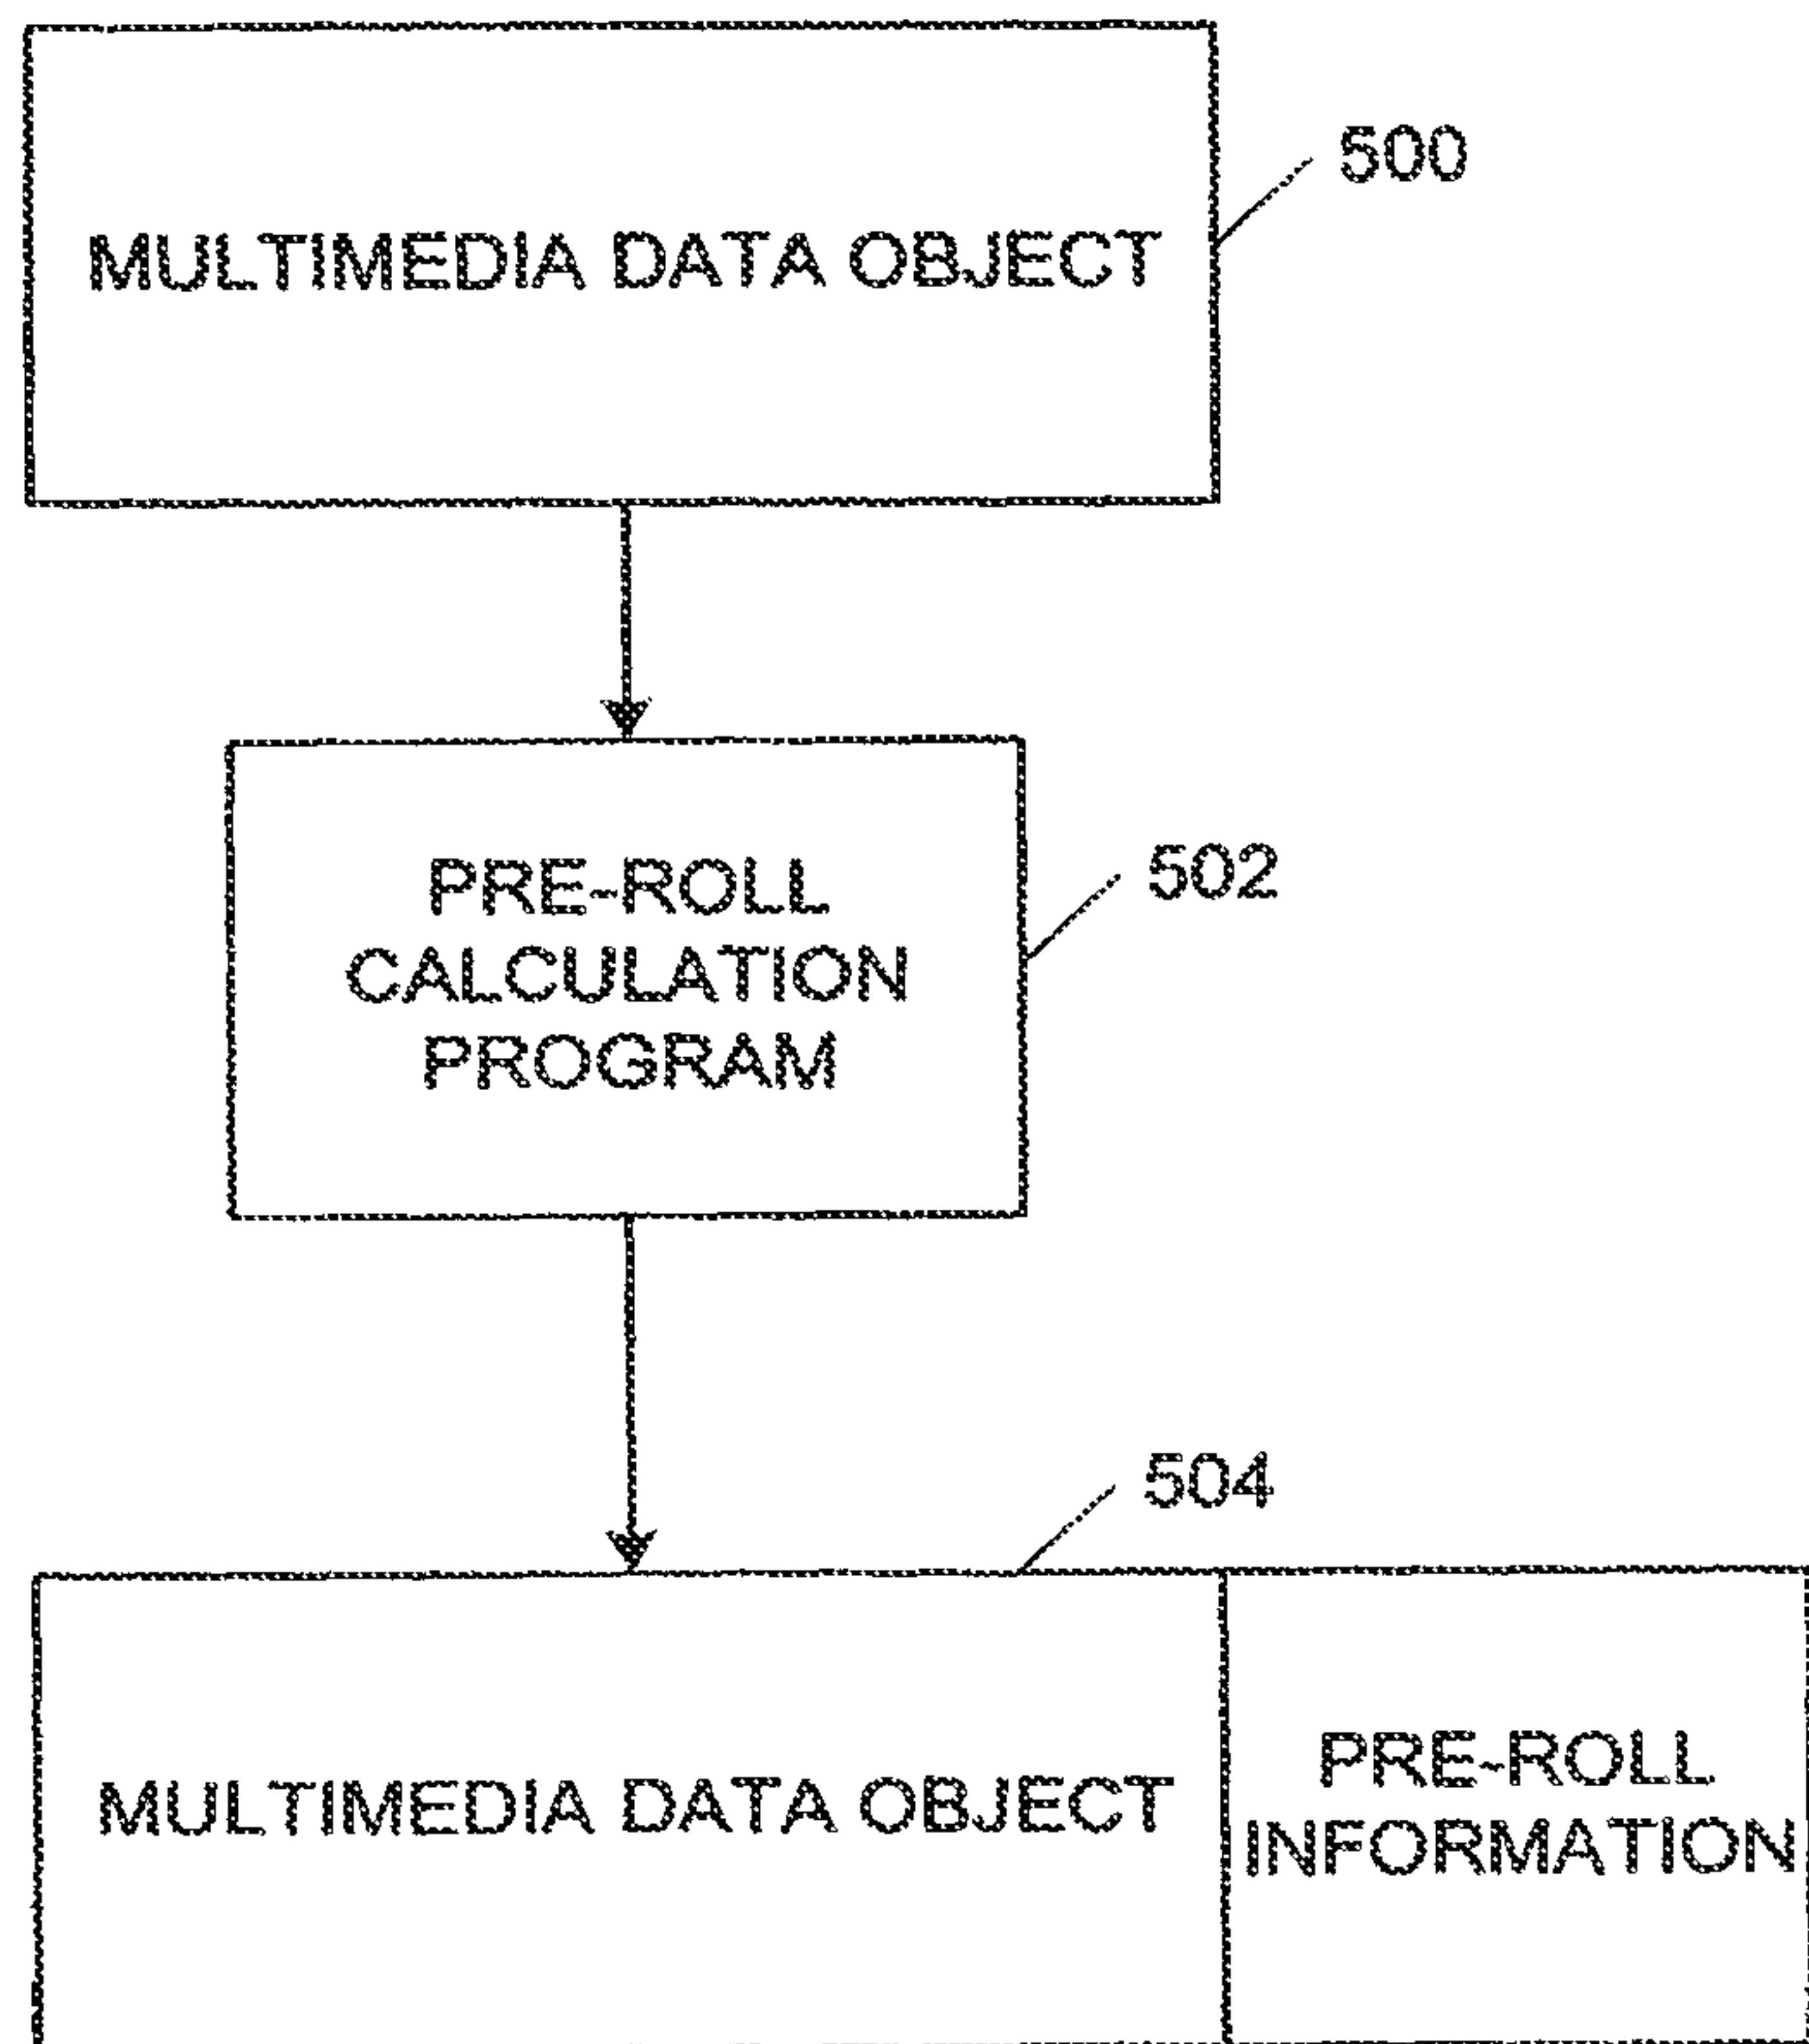 MULTIMEDIA DATA OBJECT
500
PRE-ROLL
CALCULATION
PROGRAM
502
504
MULTIMEDIA DATA OBJECT
PRE-ROLL
INFORMATION